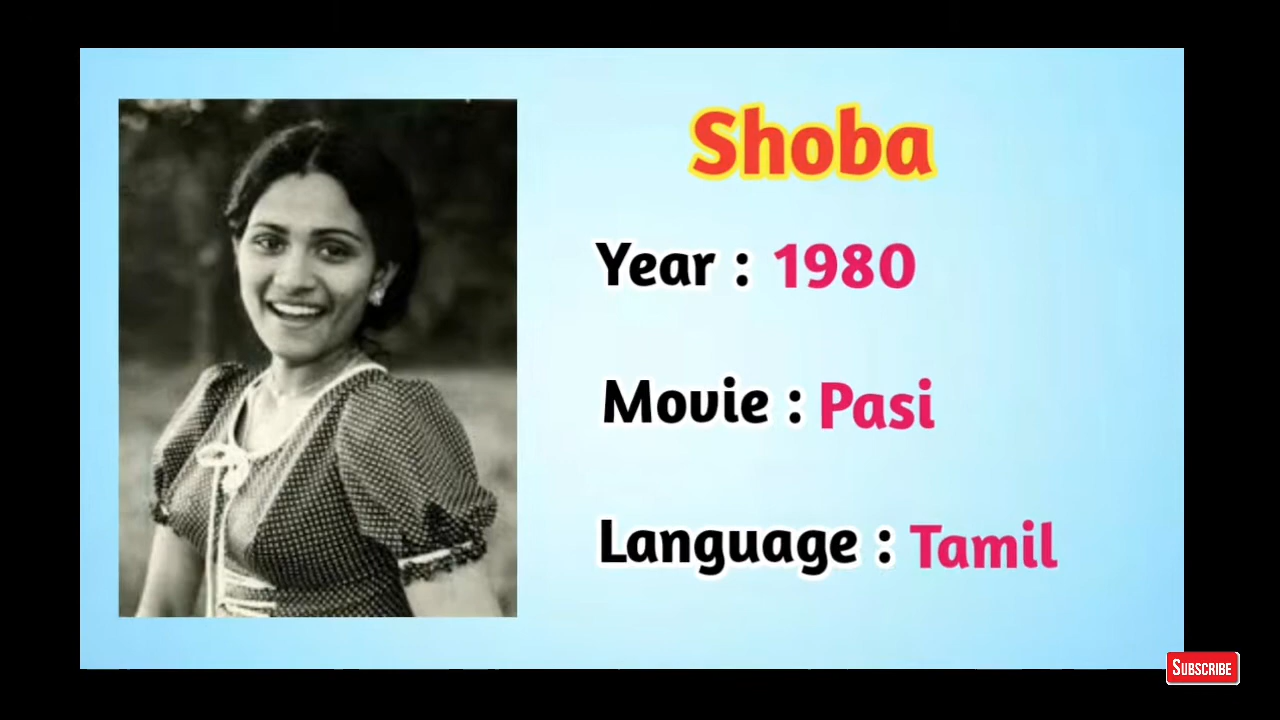 Shoba
Year : 1980
Movie : Pasi
Language : Tamil
SUBSCRIBE